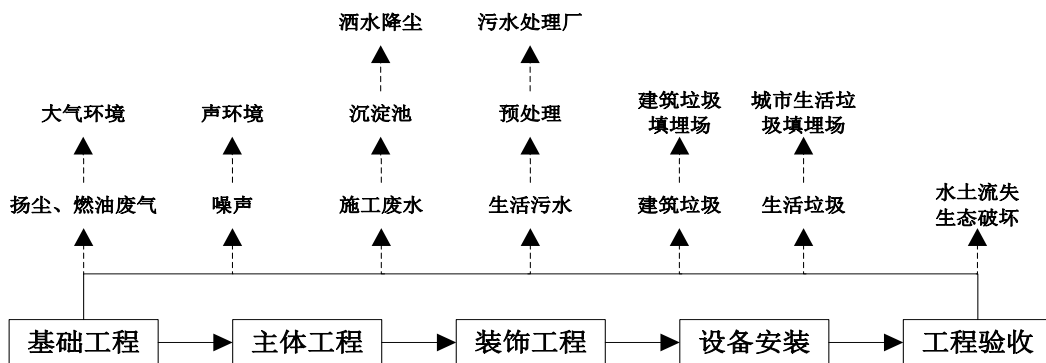 洒水降尘
污水处理厂
大气环境
声环境
沉淀池
预处理
建筑垃圾
填埋场
城市生活垃
圾填埋场
扬尘、燃油废气
噪声
施工废水
生活污水
建筑垃圾
生活垃圾
水土流失
生态破坏
基础工程
主体工程
装饰工程
设备安装
工程验收